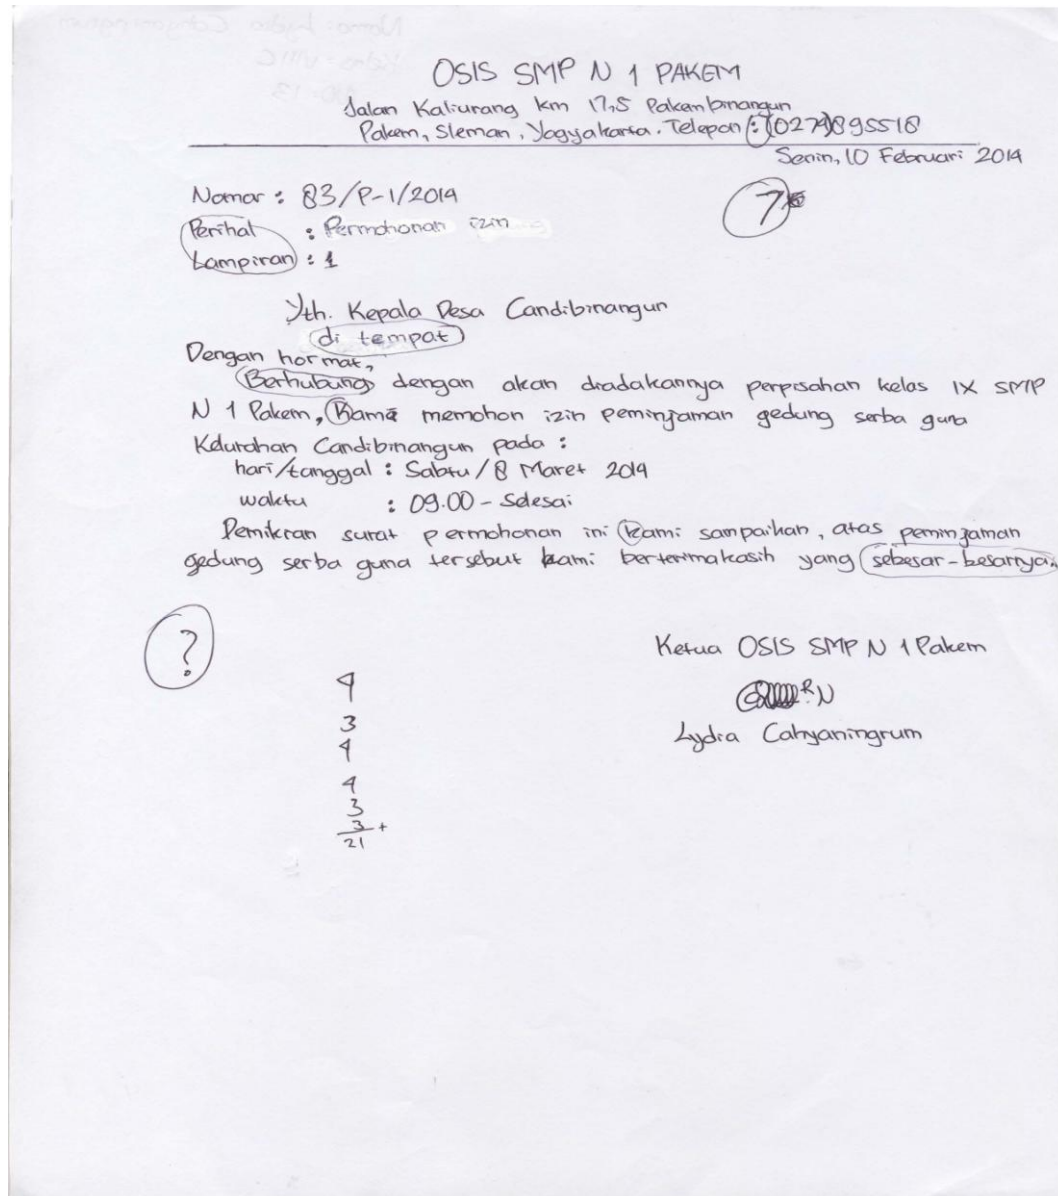 OSIS SMP N 1 PAKEM
Jalan Kaliurang km 17,5 Pakembinangun
Pakem, Sleman, Yogyakarta. Telepon : (0274)895518
Senin, 10 Februari 2014
Nomor : 83/P-1/2014
7
Perihal : Permohonan izin
Lampiran : 1
Yth. Kepala Desa Candibinangun
di tempat
Dengan hormat,
Berhubung dengan akan diadakannya perpisahan kelas IX SMP
N 1 Pakem, Kami memohon izin peminjaman gedung serba guna
Kelurahan Candibinangun pada :
hari/tanggal : Sabtu/8 Maret 2014
waktu : 09.00 - Selesai
Demikian surat permohonan ini kami sampaikan, atas peminjaman
gedung serba guna tersebut kami berterimakasih yang sebesar-besarnya.
?
Ketua OSIS SMP N 1 Pakem
Lydia Cahyaningrum
4
3
4
4
3
3 +
21